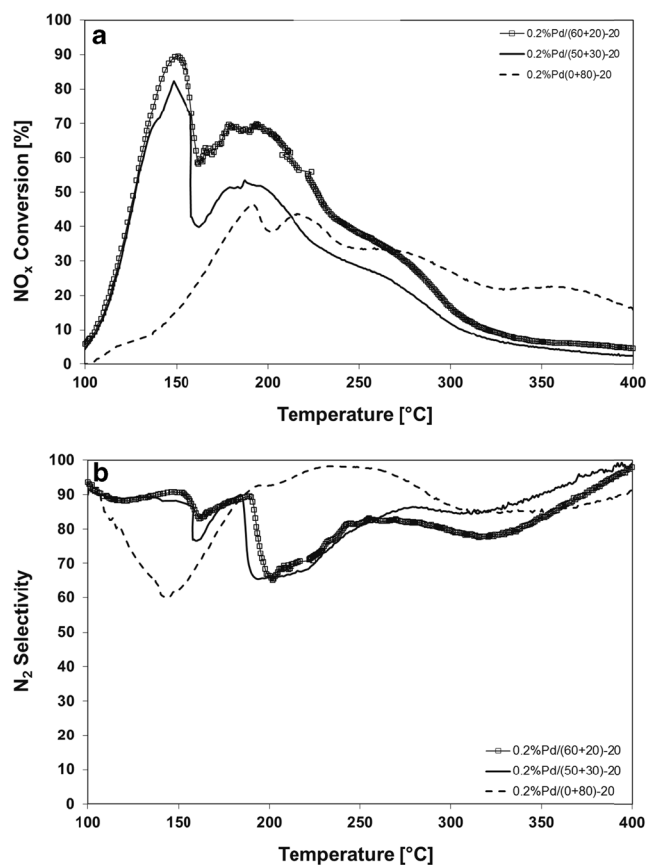 a
0.2%Pd/(60+20)-20
0.2%Pd/(50+30)-20
0.2%Pd(0+80)-20
100
90
80
70
60
50
40
30
20
10
0
NOx Conversion [%]
100 150 200 250 300 350 400
Temperature [°C]
b
100
90
80
70
60
50
40
30
20
10
0
N2 Selectivity
0.2%Pd/(60+20)-20
0.2%Pd/(50+30)-20
0.2%Pd/(0+80)-20
100 150 200 250 300 350 400
Temperature [°C]